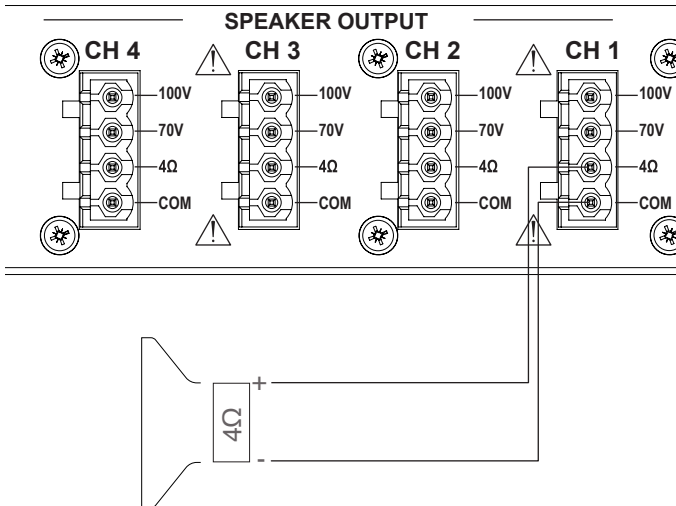 SPEAKER OUTPUT
CH 4 CH 3 CH 2 CH 1
100V 100V 100V 100V
70V 70V 70V 70V
4Ω 4Ω 4Ω 4Ω
COM COM COM COM
+
4Ω
-